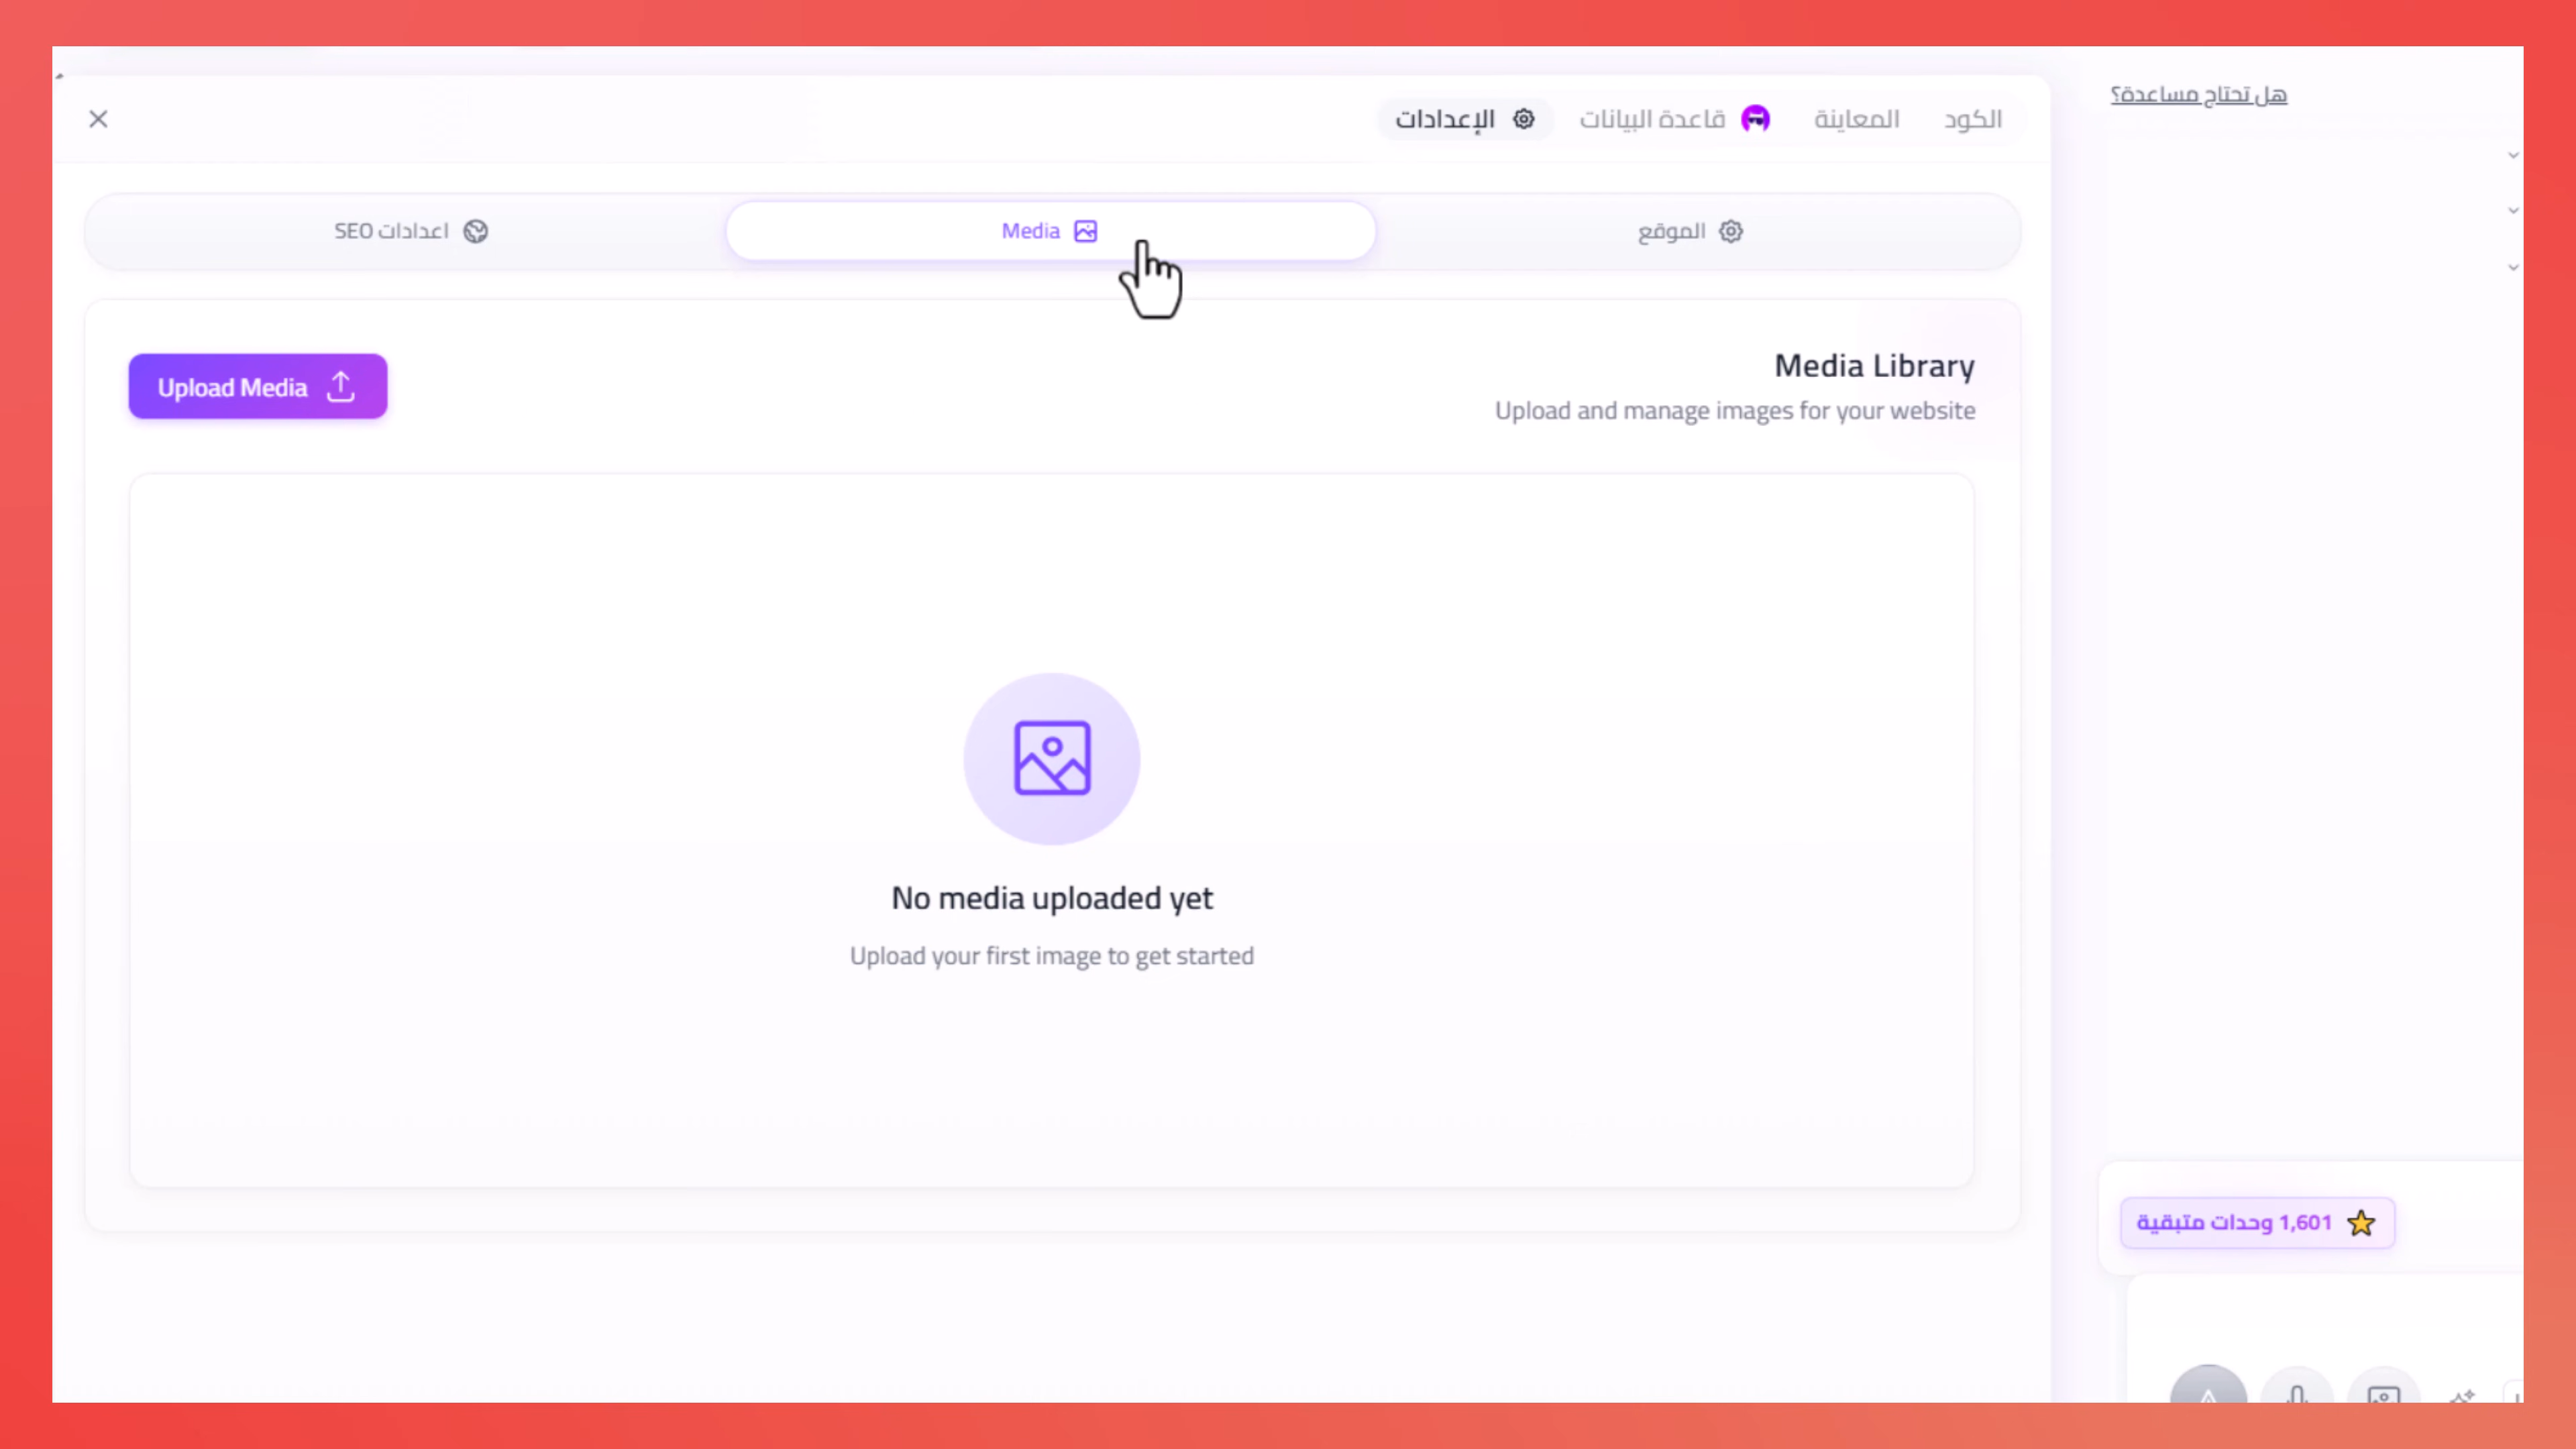 هل تحتاج مساعدة؟
الكود
المعاينة
قاعدة البيانات
الإعدادات
الموقع
Media
اعدادات SEO
Media Library
Upload and manage images for your website
Upload Media
No media uploaded yet
Upload your first image to get started
1,601 وحدات متبقية